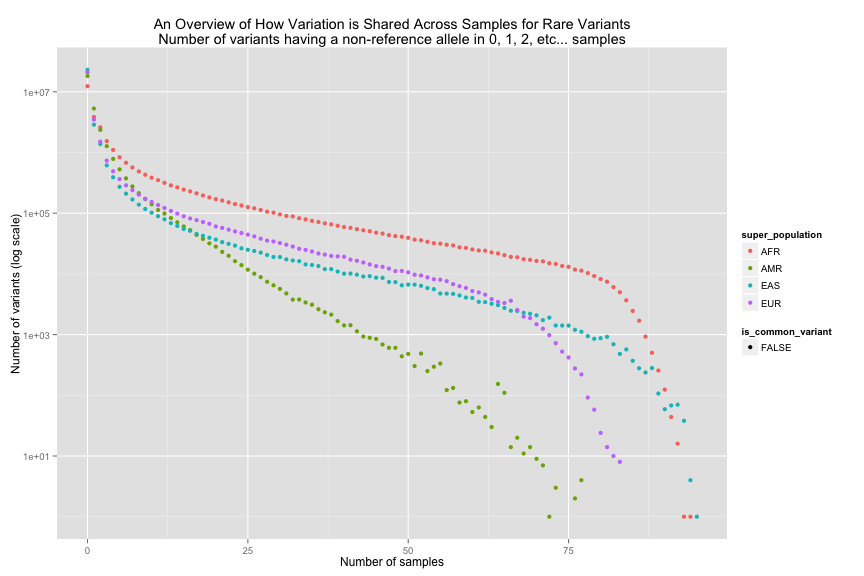 An Overview of How Variation is Shared Across Samples for Rare Variants
Number of variants having a non-reference allele in 0, 1, 2, etc... samples
Number of variants (log scale)
1e+07
1e+05
1e+03
1e+01
0
25
50
75
Number of samples
super_population
AFR
AMR
EAS
EUR
is_common_variant
FALSE